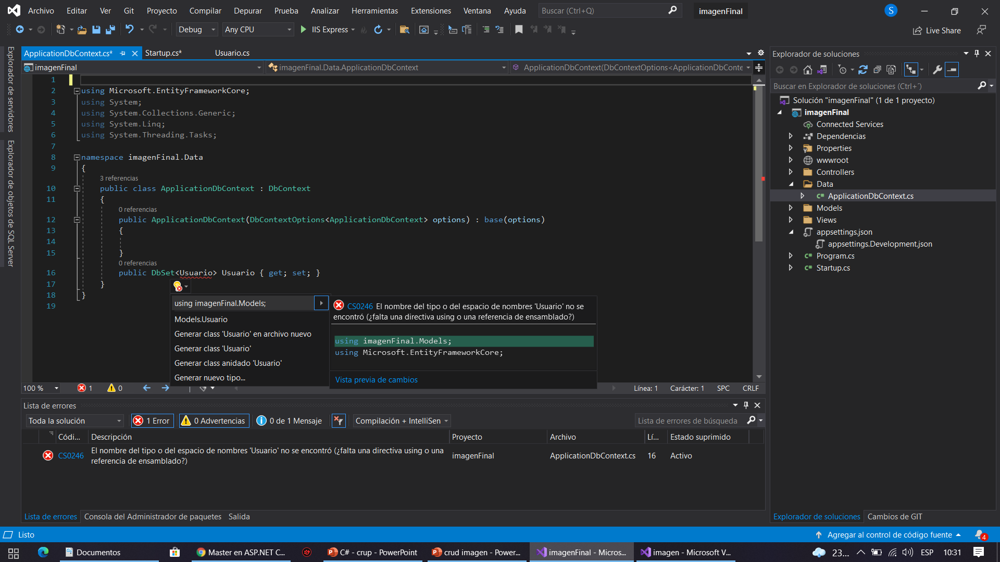 Archivo Editar Ver Git Proyecto Compilar Depurar Prueba Analizar Herramientas Extensiones Ventana Ayuda Buscar (Ctrl+Q) imagenFinal S
Debug Any CPU IIS Express Live Share
Explorador de servidores
Explorador de objetos de SQL Server
ApplicationDbContext.cs* Startup.cs* Usuario.cs
imagenFinal imagenFinal.Data.ApplicationDbContext ApplicationDbContext(DbContextOptions<ApplicationDbConte
1
2 using Microsoft.EntityFrameworkCore;
3 using System;
4 using System.Collections.Generic;
5 using System.Linq;
6 using System.Threading.Tasks;
7
8 namespace imagenFinal.Data
9 {
3 referencias
10 public class ApplicationDbContext : DbContext
11 {
0 referencias
12 public ApplicationDbContext(DbContextOptions<ApplicationDbContext> options) : base(options)
13 {
14
15 }
0 referencias
16 public DbSet<Usuario> Usuario { get; set; }
17 }
18 }
19
using imagenFinal.Models;
Models.Usuario
Generar class 'Usuario' en archivo nuevo
Generar class 'Usuario'
Generar class anidado 'Usuario'
Generar nuevo tipo...
CS0246 El nombre del tipo o del espacio de nombres 'Usuario' no se
encontró (¿falta una directiva using o una referencia de ensamblado?)
using imagenFinal.Models;
using Microsoft.EntityFrameworkCore;
Vista previa de cambios
100 % 1 0 Línea: 1 Carácter: 1 SPC CRLF
Lista de errores
Toda la solución 1 Error 0 Advertencias 0 de 1 Mensaje Compilación + IntelliSen Lista de errores de búsqueda
Códi... Descripción Proyecto Archivo Lí... Estado suprimido
CS0246 El nombre del tipo o del espacio de nombres 'Usuario' no se encontró (¿falta una directiva using o una
referencia de ensamblado?) imagenFinal ApplicationDbContext.cs 16 Activo
Lista de errores Consola del Administrador de paquetes Salida
Explorador de soluciones
Buscar en Explorador de soluciones (Ctrl+´)
Solución "imagenFinal" (1 de 1 proyecto)
imagenFinal
Connected Services
Dependencias
Properties
wwwroot
Controllers
Data
C# ApplicationDbContext.cs
Models
Views
appsettings.json
appsettings.Development.json
C# Program.cs
C# Startup.cs
Explorador de soluciones Cambios de GIT
Listo Agregar al control de código fuente 4
Documentos Master en ASP.NET C... C# - crup - PowerPoint crud imagen - Power... imagenFinal - Micros... imagen - Microsoft V... 23... ESP 10:31